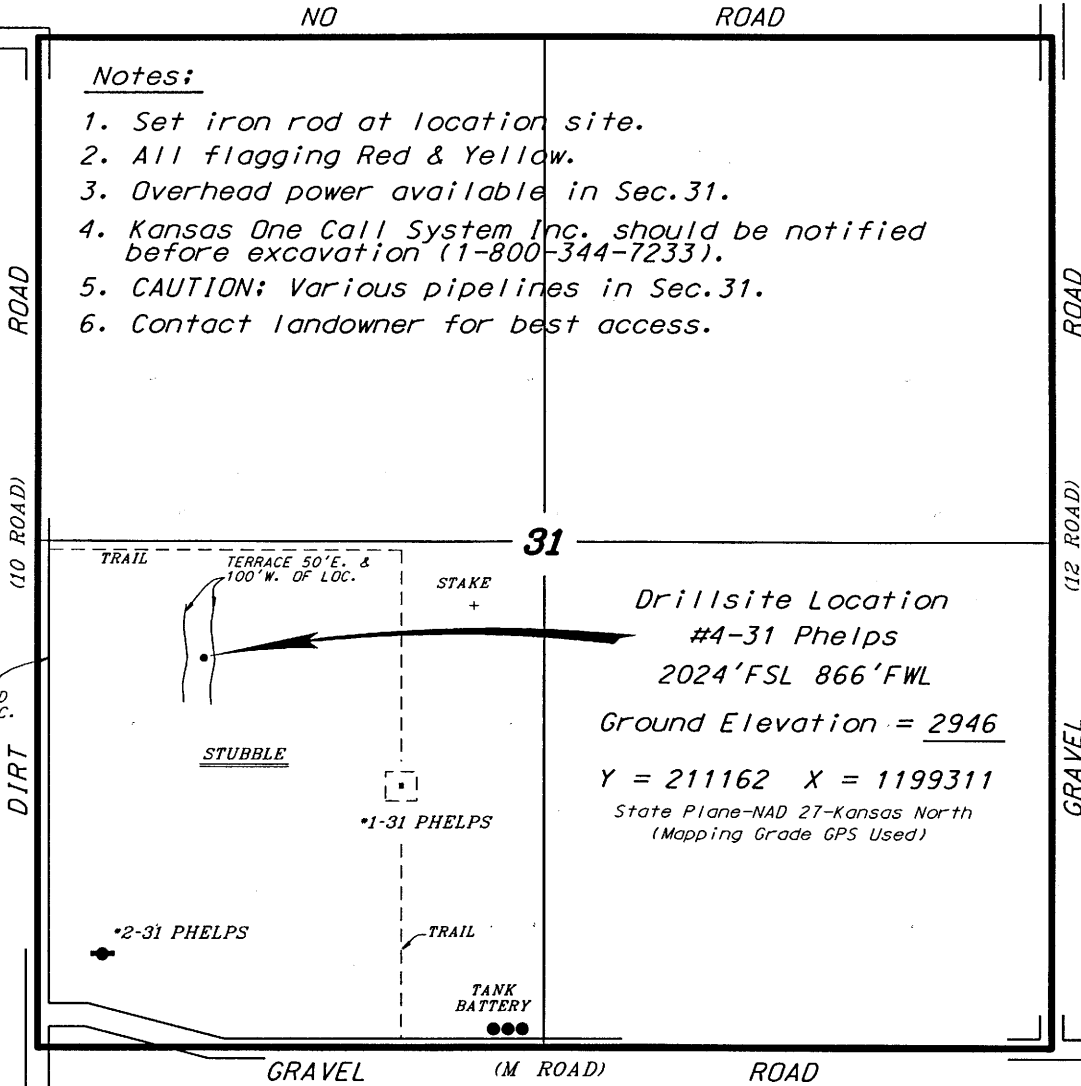 NO ROAD
Notes:
1. Set iron rod at location site.
2. All flagging Red & Yellow.
3. Overhead power available in Sec.31.
4. Kansas One Call System Inc. should be notified
before excavation (1-800-344-7233).
5. CAUTION: Various pipelines in Sec.31.
6. Contact landowner for best access.
ROAD
(10 ROAD)
DIRT
ROAD
(12 ROAD)
GRAVEL
31
TRAIL
TERRACE 50'E. &
100'W. OF LOC.
STAKE
+
Drillsite Location
#4-31 Phelps
2024'FSL 866'FWL
Ground Elevation = 2946
Y = 211162 X = 1199311
State Plane-NAD 27-Kansas North
(Mapping Grade GPS Used)
C.
STUBBLE
#1-31 PHELPS
#2-31 PHELPS
TRAIL
TANK
BATTERY
GRAVEL (M ROAD) ROAD